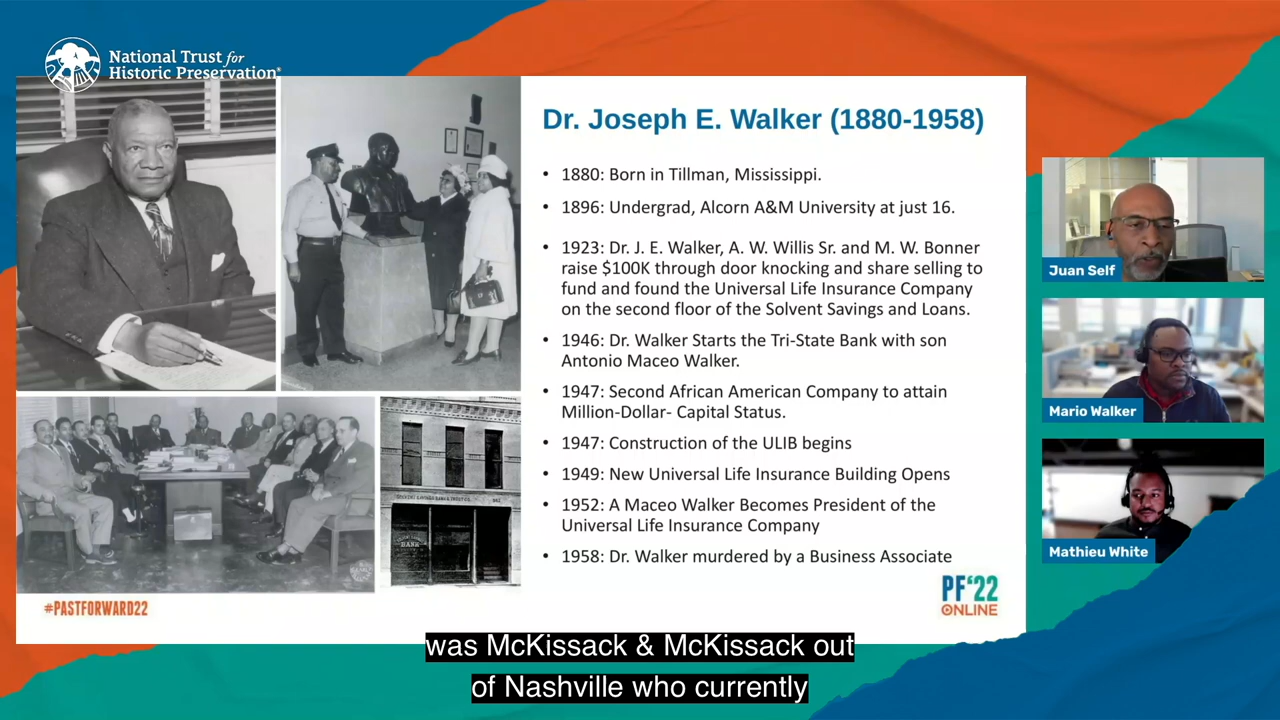 National Trust for
Historic Preservation®
Dr. Joseph E. Walker (1880-1958)
• 1880: Born in Tillman, Mississippi.
• 1896: Undergrad, Alcorn A&M University at just 16.
• 1923: Dr. J. E. Walker, A. W. Willis Sr. and M. W. Bonner
raise $100K through door knocking and share selling to
fund and found the Universal Life Insurance Company
on the second floor of the Solvent Savings and Loans.
• 1946: Dr. Walker Starts the Tri-State Bank with son
Antonio Maceo Walker.
• 1947: Second African American Company to attain
Million-Dollar- Capital Status.
• 1947: Construction of the ULIB begins
• 1949: New Universal Life Insurance Building Opens
• 1952: A Maceo Walker Becomes President of the
Universal Life Insurance Company
• 1958: Dr. Walker murdered by a Business Associate
#PASTFORWARD22
PF'22
ONLINE
Juan Self
Mario Walker
Mathieu White
BANK
was McKissack & McKissack out
of Nashville who currently